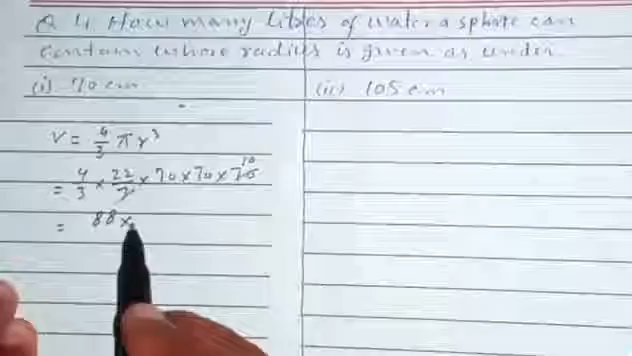 Q 4. How many litres of water a sphere can
contain whose radius is given as under.
(i) 70 cm
(ii) 105 cm
V = 4/3 π r³
= 4/3 × 22/7 × 70 × 70 × 70 10
= 88 ×